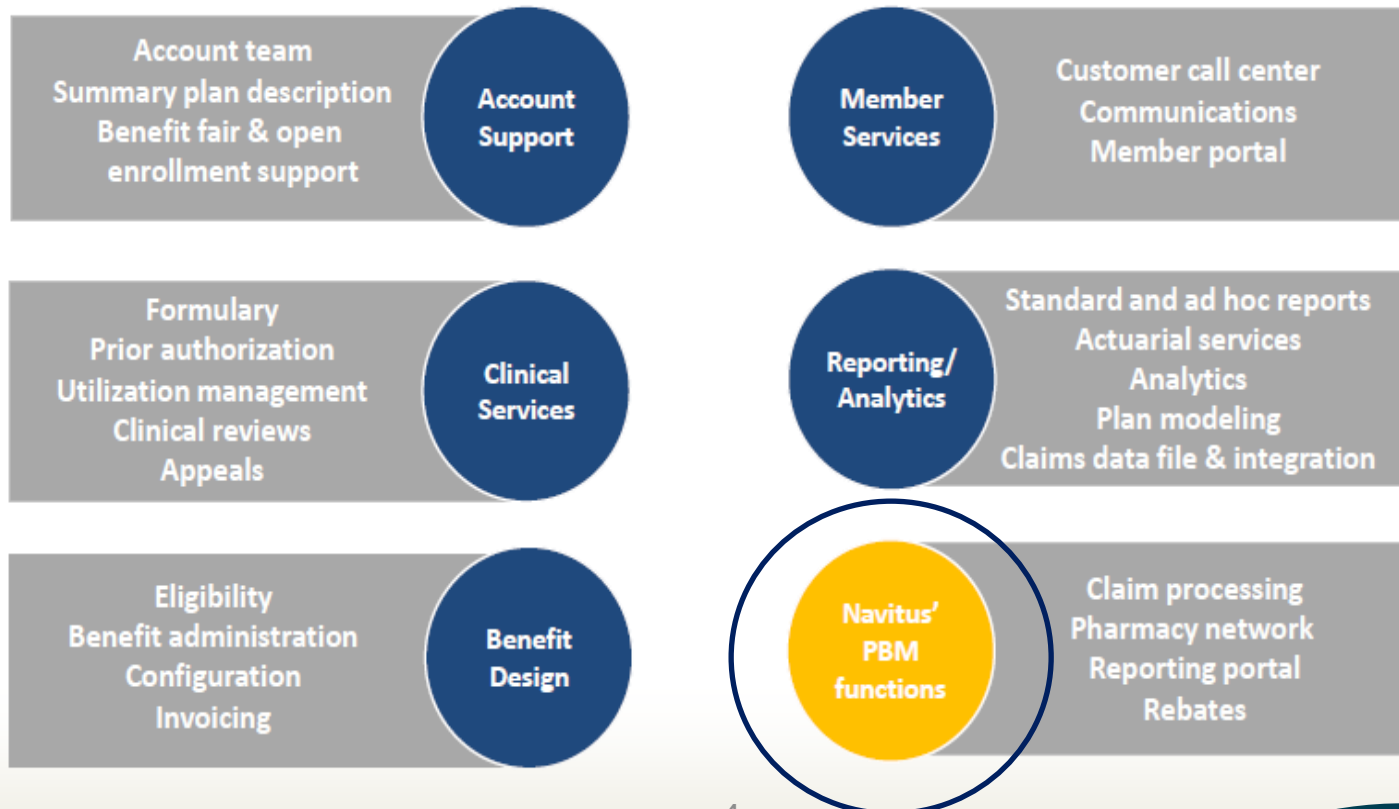 Account team
Summary plan description
Benefit fair & open
enrollment support
Account
Support
Member
Services
Customer call center
Communications
Member portal
Formulary
Prior authorization
Utilization management
Clinical reviews
Appeals
Clinical
Services
Reporting/
Analytics
Standard and ad hoc reports
Actuarial services
Analytics
Plan modeling
Claims data file & integration
Eligibility
Benefit administration
Configuration
Invoicing
Benefit
Design
Navitus’
PBM
functions
Claim processing
Pharmacy network
Reporting portal
Rebates